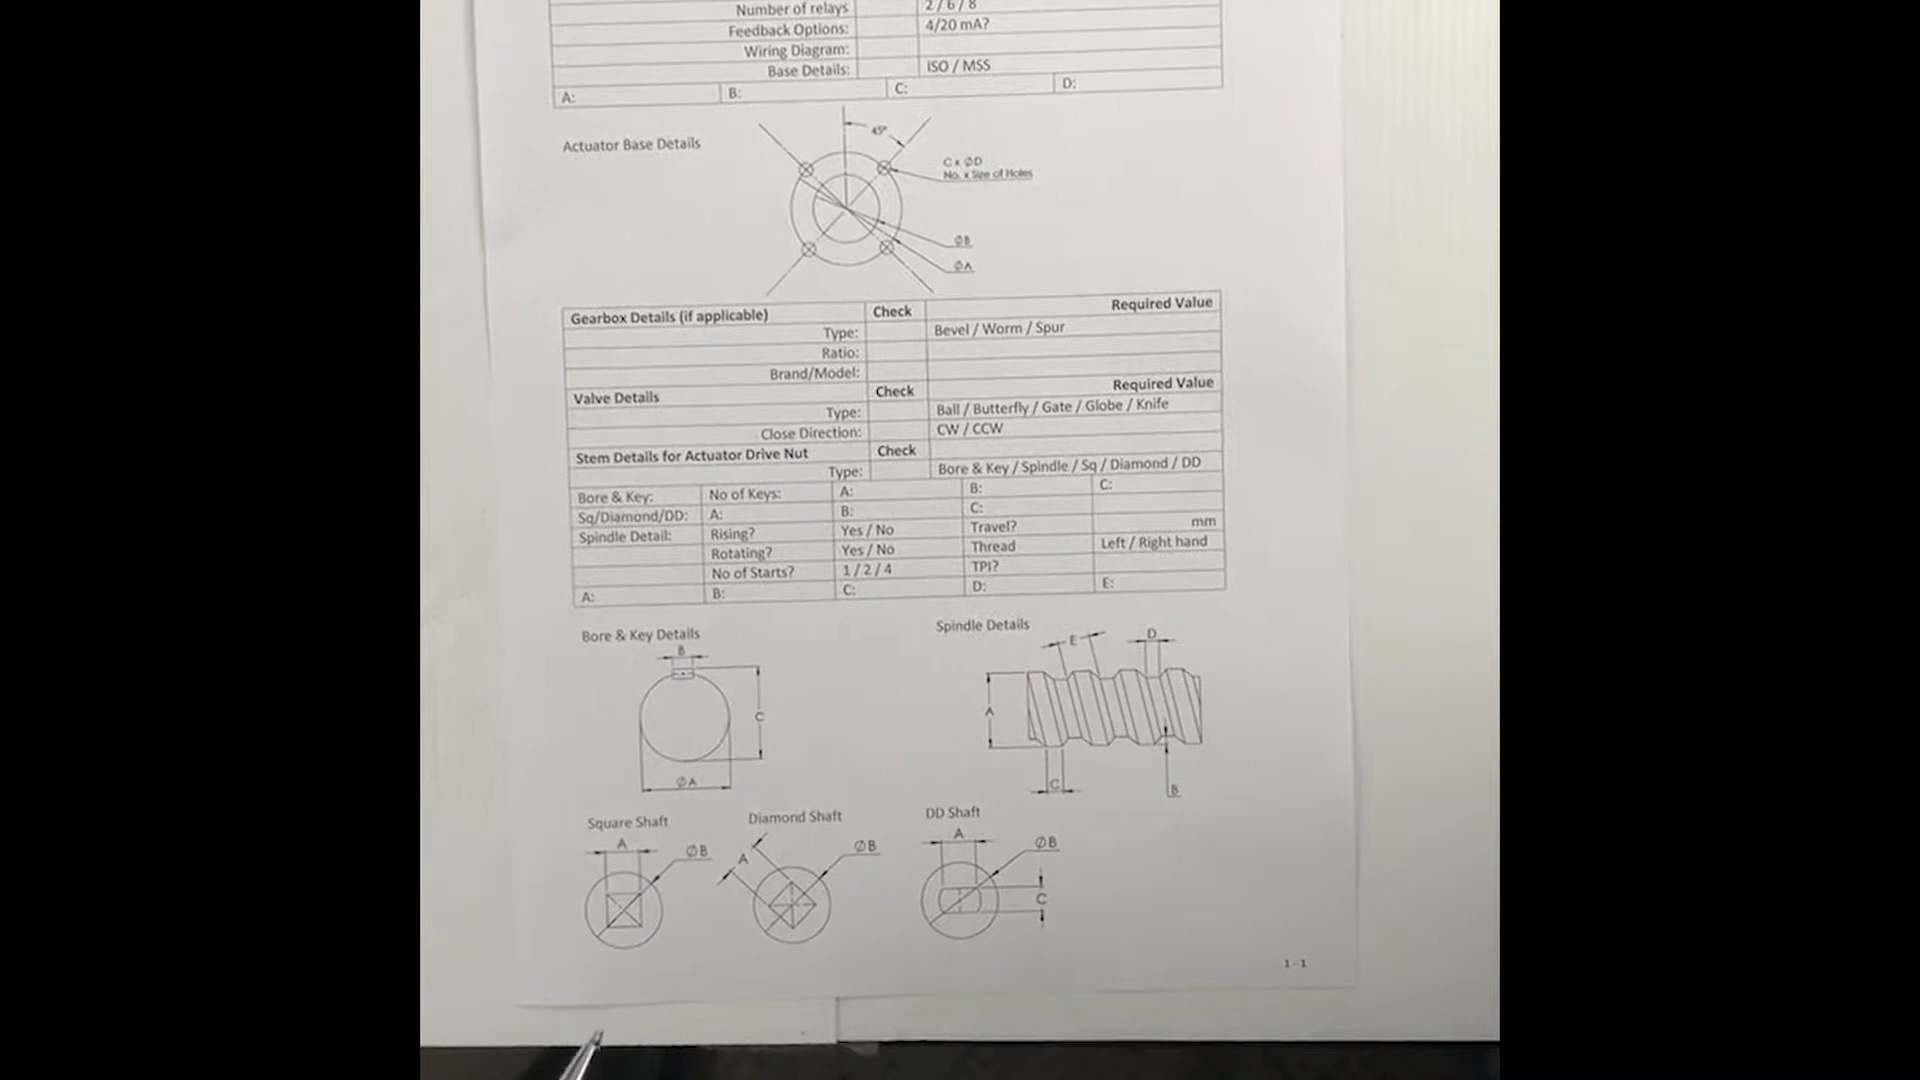 Number of relays 2 / 6 / 8
Feedback Options: 4/20 mA?
Wiring Diagram:
Base Details: ISO / MSS
A: B: C: D:
Actuator Base Details
45°
C x ØD
No. x Size of Holes
ØB
ØA
Gearbox Details (if applicable) Check Required Value
Type: Bevel / Worm / Spur
Ratio:
Brand/Model:
Valve Details Check Required Value
Type: Ball / Butterfly / Gate / Globe / Knife
Close Direction: CW / CCW
Stem Details for Actuator Drive Nut Check
Type: Bore & Key / Spindle / Sq / Diamond / DD
Bore & Key: No of Keys: A: B: C:
Sq/Diamond/DD: A: B: C:
Spindle Detail: Rising? Yes / No Travel? mm
Rotating? Yes / No Thread Left / Right hand
No of Starts? 1 / 2 / 4 TPI?
A: B: C: D: E:
Bore & Key Details
B
C
ØA
Spindle Details
E
D
A
C
B
Square Shaft
A
ØB
Diamond Shaft
A
ØB
DD Shaft
A
ØB
C
1-1